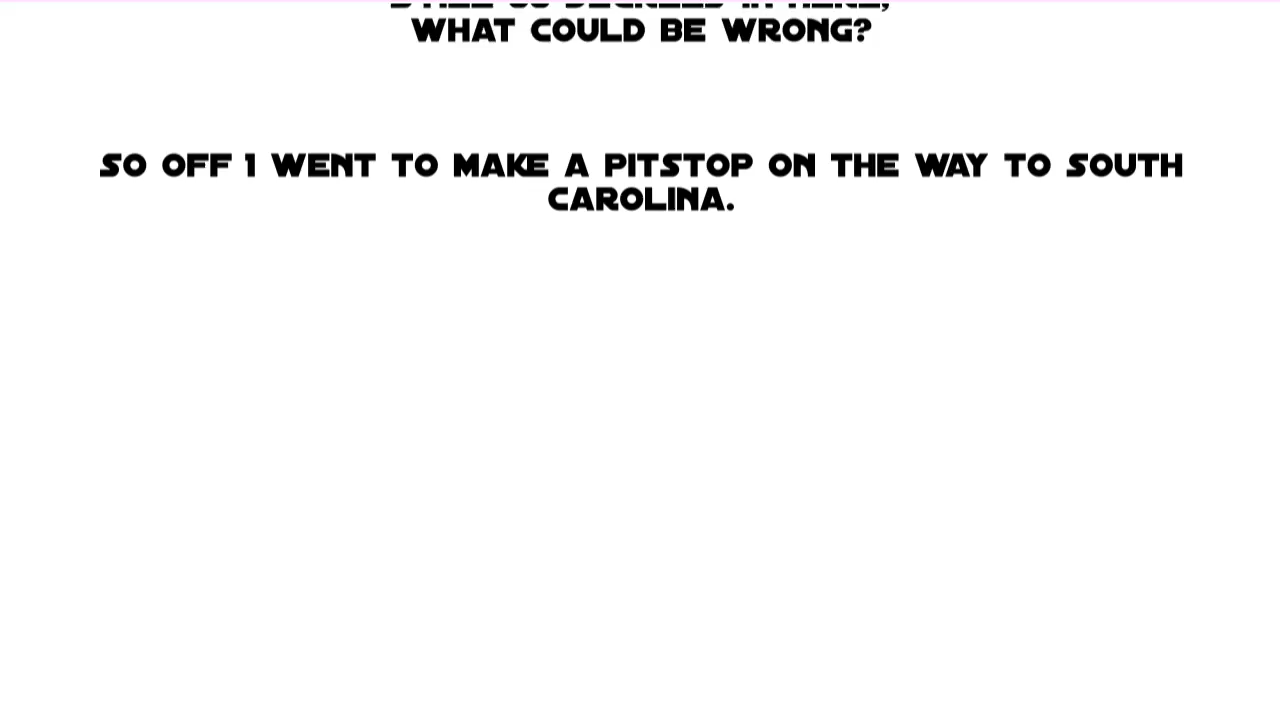 WHAT COULD BE WRONG?
SO OFF I WENT TO MAKE A PITSTOP ON THE WAY TO SOUTH
CAROLINA.